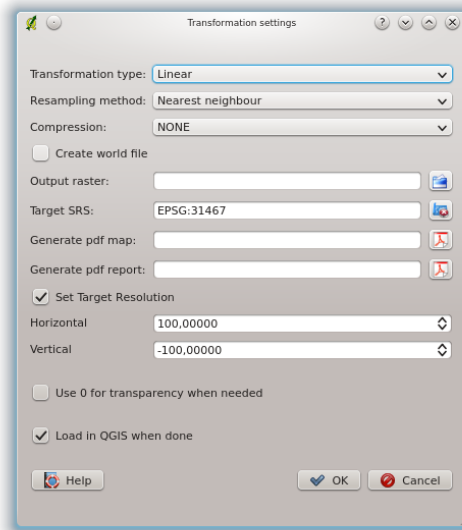 Transformation settings
Transformation type: Linear
Resampling method: Nearest neighbour
Compression: NONE
Create world file
Output raster:
Target SRS: EPSG:31467
Generate pdf map:
Generate pdf report:
Set Target Resolution
Horizontal 100,00000
Vertical -100,00000
Use 0 for transparency when needed
Load in QGIS when done
Help OK Cancel